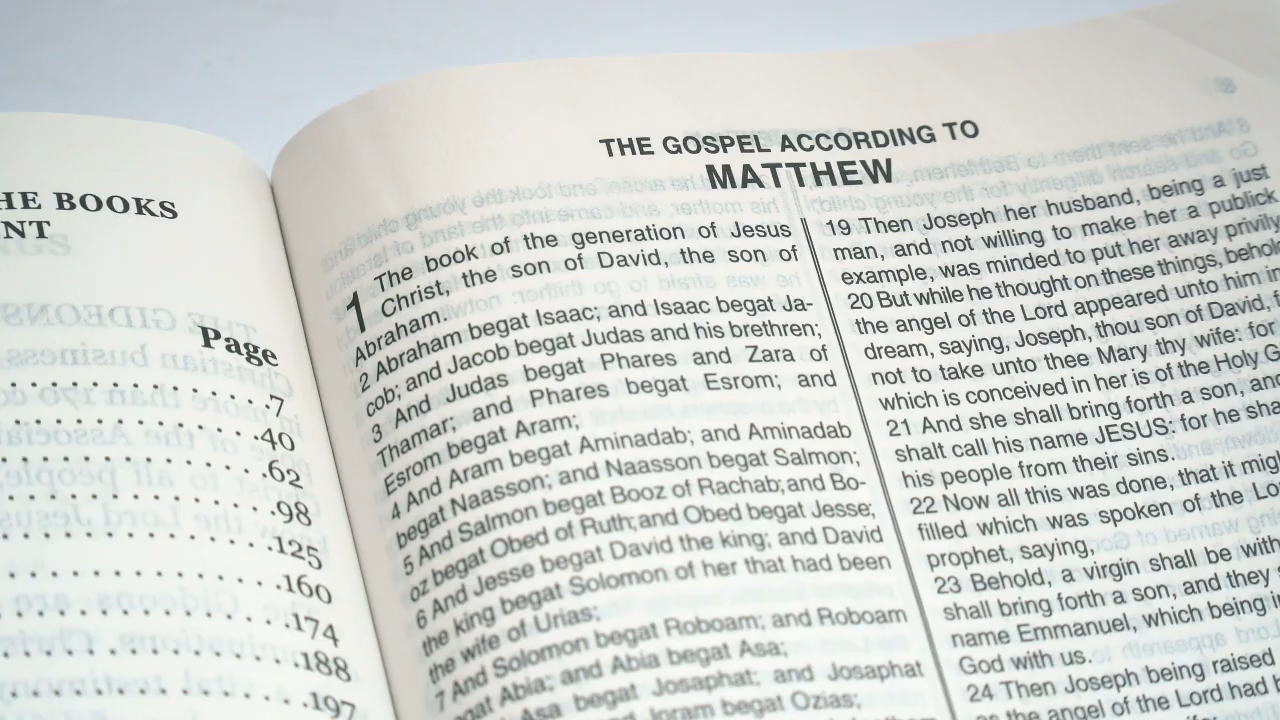 HE BOOKS
NT
Page
7
40
62
98
125
160
174
188
197
THE GOSPEL ACCORDING TO
MATTHEW
1 The book of the generation of Jesus
Christ, the son of David, the son of
Abraham.
2 Abraham begat Isaac; and Isaac begat Ja-
cob; and Jacob begat Judas and his brethren;
3 And Judas begat Phares and Zara of
Thamar; and Phares begat Esrom; and
Esrom begat Aram;
4 And Aram begat Aminadab; and Aminadab
begat Naasson; and Naasson begat Salmon;
5 And Salmon begat Booz of Rachab; and Bo-
oz begat Obed of Ruth; and Obed begat Jesse;
6 And Jesse begat David the king; and David
the king begat Solomon of her that had been
the wife of Urias;
7 And Solomon begat Roboam; and Roboam
begat Abia; and Abia begat Asa;
Asa begat Josaphat; and Josaphat
Joram begat Ozias;
19 Then Joseph her husband, being a just
man, and not willing to make her a publick
example, was minded to put her away privily.
20 But while he thought on these things, behol
the angel of the Lord appeared unto him in
dream, saying, Joseph, thou son of David,
not to take unto thee Mary thy wife: for
which is conceived in her is of the Holy G
21 And she shall bring forth a son, and
shalt call his name JESUS: for he sha
his people from their sins.
22 Now all this was done, that it migh
filled which was spoken of the Lo
prophet, saying,
23 Behold, a virgin shall be with
shall bring forth a son, and they s
name Emmanuel, which being in
God with us.
24 Then Joseph being raised
as the angel of the Lord had b